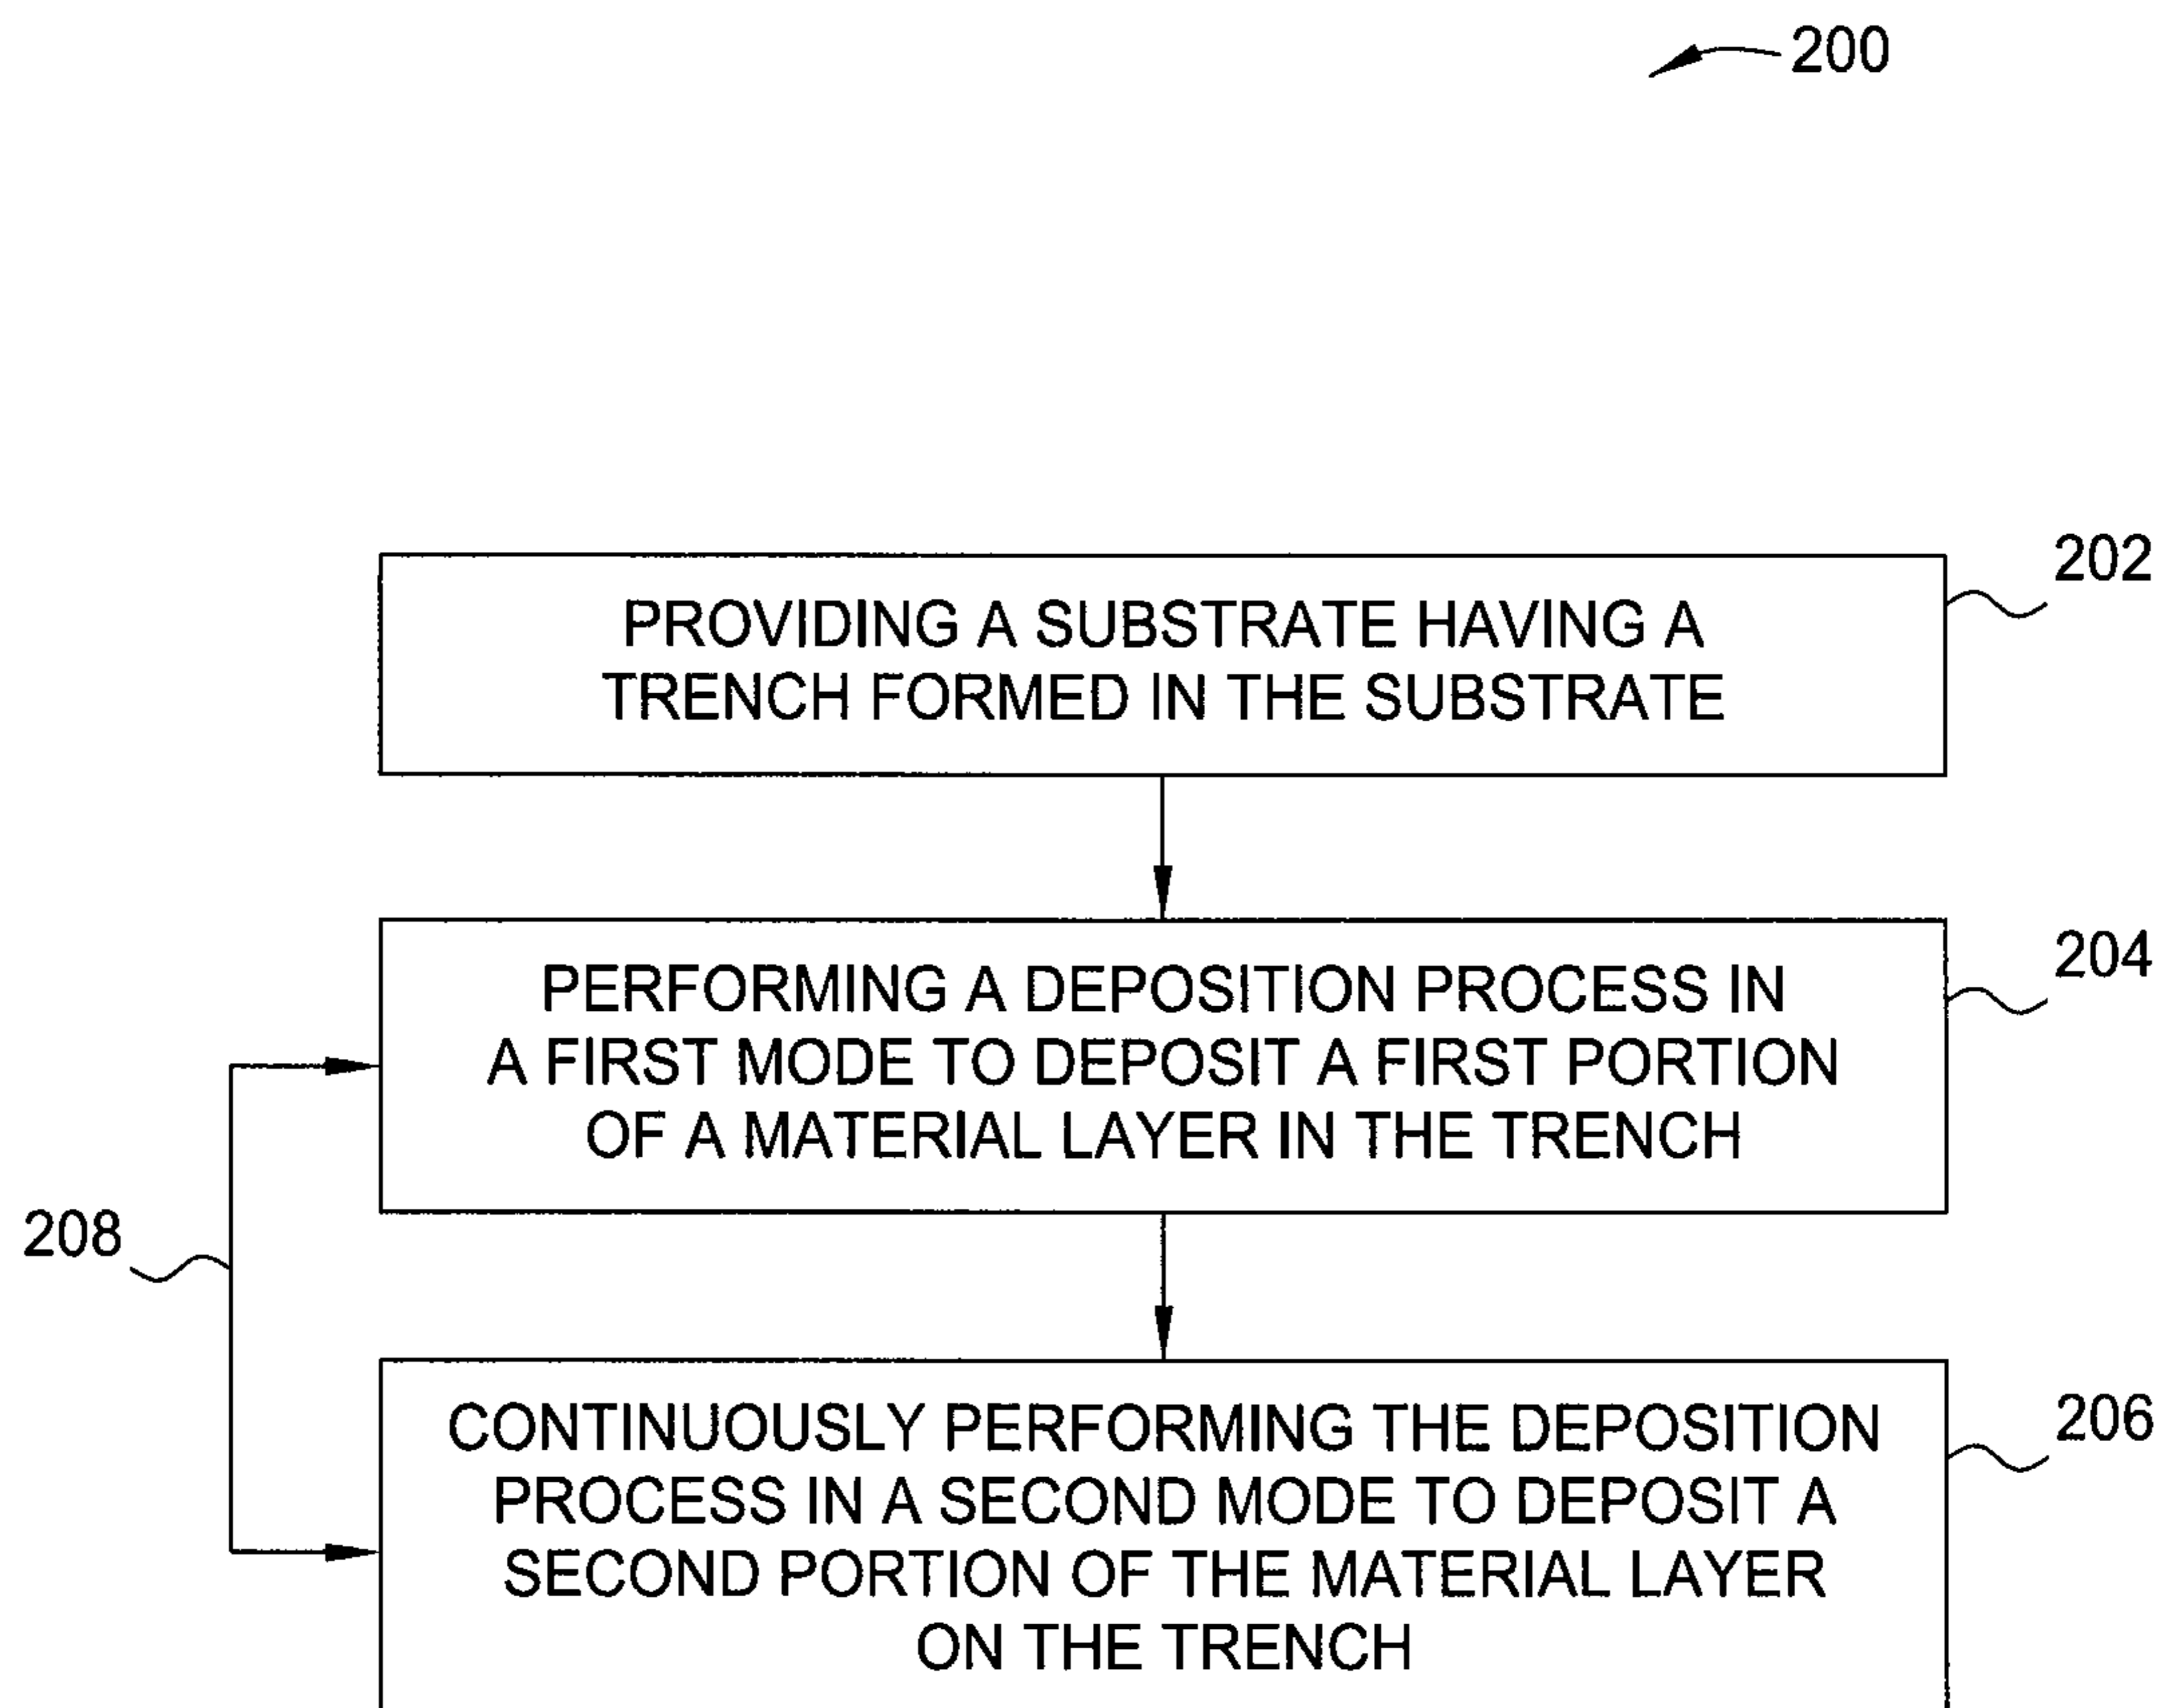 200
202
PROVIDING A SUBSTRATE HAVING A
TRENCH FORMED IN THE SUBSTRATE
204
PERFORMING A DEPOSITION PROCESS IN
A FIRST MODE TO DEPOSIT A FIRST PORTION
OF A MATERIAL LAYER IN THE TRENCH
208
206
CONTINUOUSLY PERFORMING THE DEPOSITION
PROCESS IN A SECOND MODE TO DEPOSIT A
SECOND PORTION OF THE MATERIAL LAYER
ON THE TRENCH